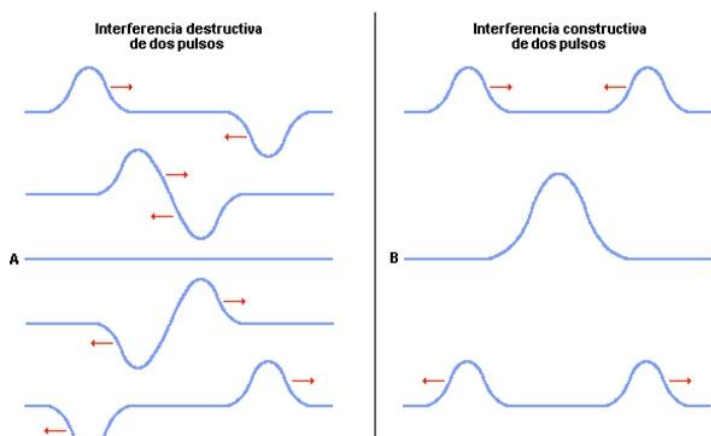 Interferencia destructiva
de dos pulsos
A
Interferencia constructiva
de dos pulsos
B